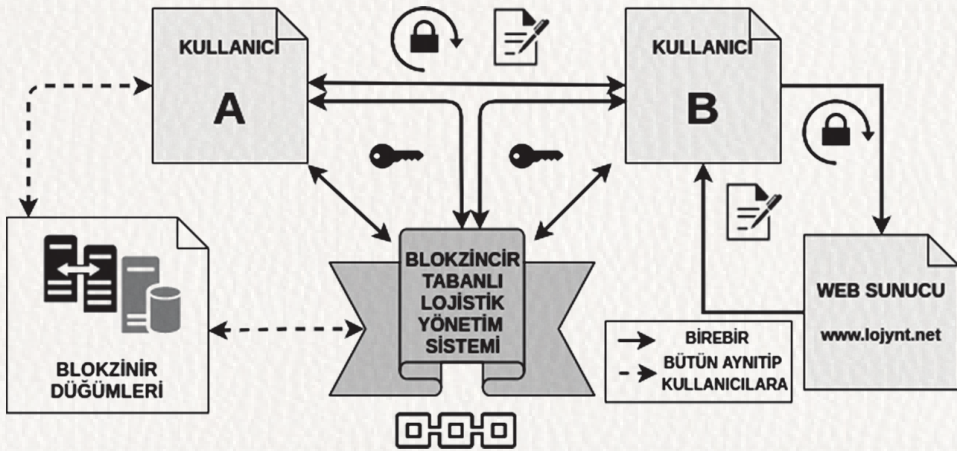 KULLANICI
A
KULLANICI
B
BLOKZİNCİR
TABANLI
LOJİSTİK
YÖNETİM
SİSTEMİ
WEB SUNUCU
www.lojynt.net
BLOKZİNİR
DÜĞÜMLERİ
BİREBİR
BÜTÜN AYNITİP
KULLANICILARA